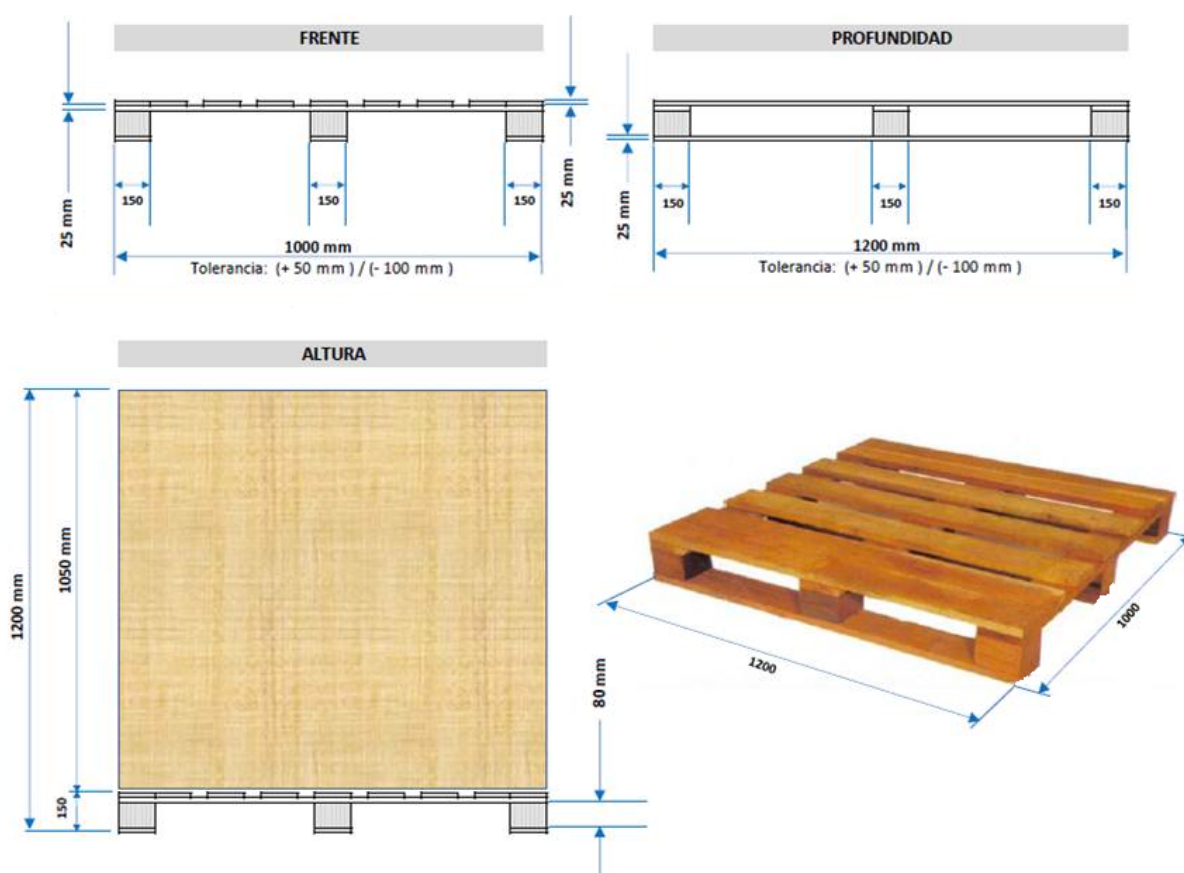 FRENTE
25 mm
150
150
150
25 mm
1000 mm
Tolerancia: (+ 50 mm ) / (- 100 mm )
PROFUNDIDAD
25 mm
150
150
150
1200 mm
Tolerancia: (+ 50 mm ) / (- 100 mm )
ALTURA
1200 mm
1050 mm
150
80 mm
1200
1000